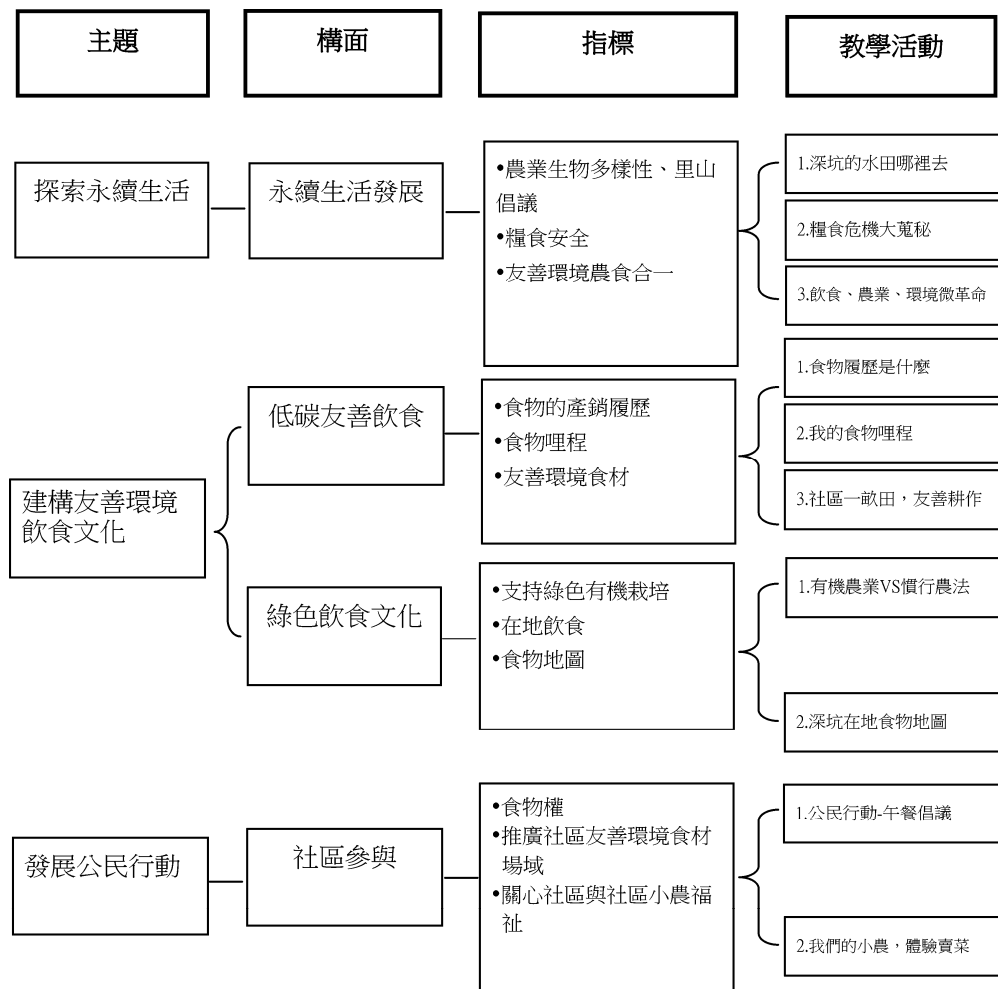 主題
構面
指標
教學活動
探索永續生活
永續生活發展
•農業生物多樣性、里山
倡議
•糧食安全
•友善環境農食合一
1.深坑的水田哪裡去
2.糧食危機大蒐秘
3.飲食、農業、環境微革命
建構友善環境
飲食文化
低碳友善飲食
•食物的產銷履歷
•食物哩程
•友善環境食材
1.食物履歷是什麼
2.我的食物哩程
3.社區一畝田，友善耕作
綠色飲食文化
•支持綠色有機栽培
•在地飲食
•食物地圖
1.有機農業VS慣行農法
2.深坑在地食物地圖
發展公民行動
社區參與
•食物權
•推廣社區友善環境食材
場域
•關心社區與社區小農福
祉
1.公民行動-午餐倡議
2.我們的小農，體驗賣菜